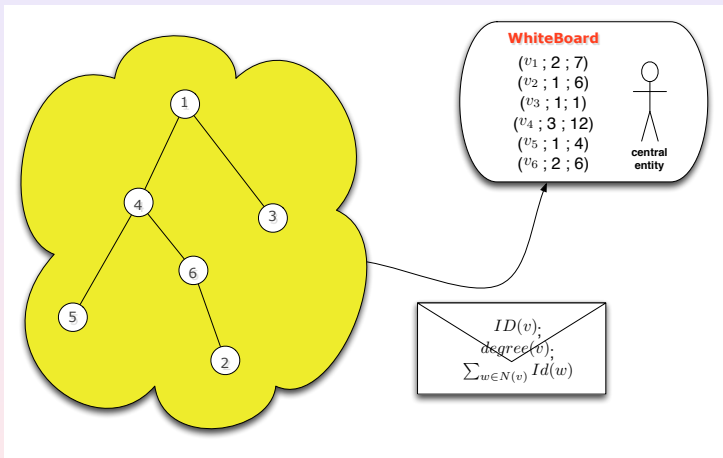 WhiteBoard
(v₁ ; 2 ; 7)
(v₂ ; 1 ; 6)
(v₃ ; 1; 1)
(v₄ ; 3 ; 12)
(v₅ ; 1 ; 4)
(v₆ ; 2 ; 6)
central
entity
1
4
3
6
5
2
ID(v);
degree(v);
∑w∈N(v) Id(w)